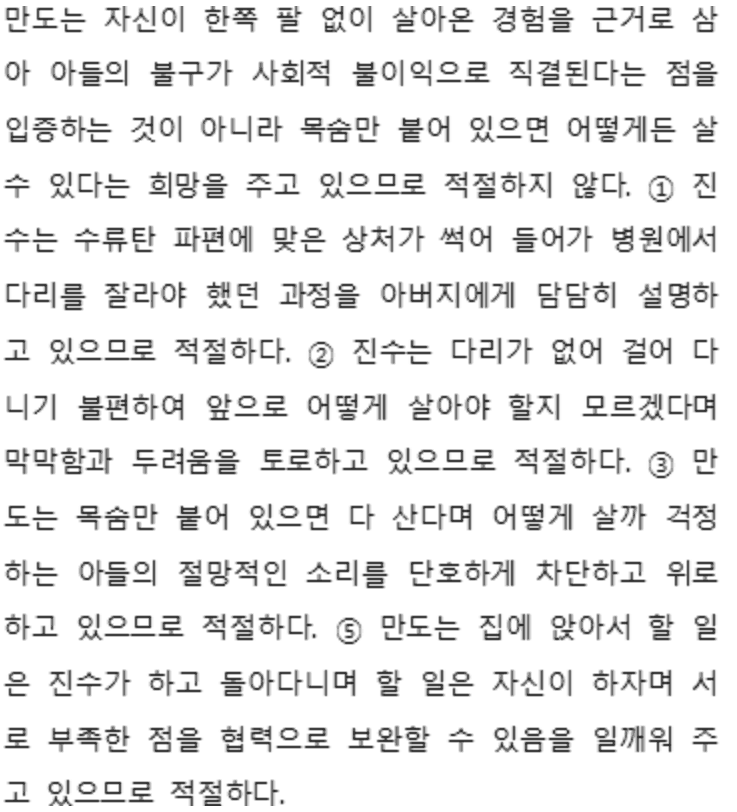 만도는 자신이 한쪽 팔 없이 살아온 경험을 근거로 삼
아 아들의 불구가 사회적 불이익으로 직결된다는 점을
입증하는 것이 아니라 목숨만 붙어 있으면 어떻게든 살
수 있다는 희망을 주고 있으므로 적절하지 않다. ① 진
수는 수류탄 파편에 맞은 상처가 썩어 들어가 병원에서
다리를 잘라야 했던 과정을 아버지에게 담담히 설명하
고 있으므로 적절하다. ② 진수는 다리가 없어 걸어 다
니기 불편하여 앞으로 어떻게 살아야 할지 모르겠다며
막막함과 두려움을 토로하고 있으므로 적절하다. ③ 만
도는 목숨만 붙어 있으면 다 산다며 어떻게 살까 걱정
하는 아들의 절망적인 소리를 단호하게 차단하고 위로
하고 있으므로 적절하다. ⑤ 만도는 집에 앉아서 할 일
은 진수가 하고 돌아다니며 할 일은 자신이 하자며 서
로 부족한 점을 협력으로 보완할 수 있음을 일깨워 주
고 있으므로 적절하다.